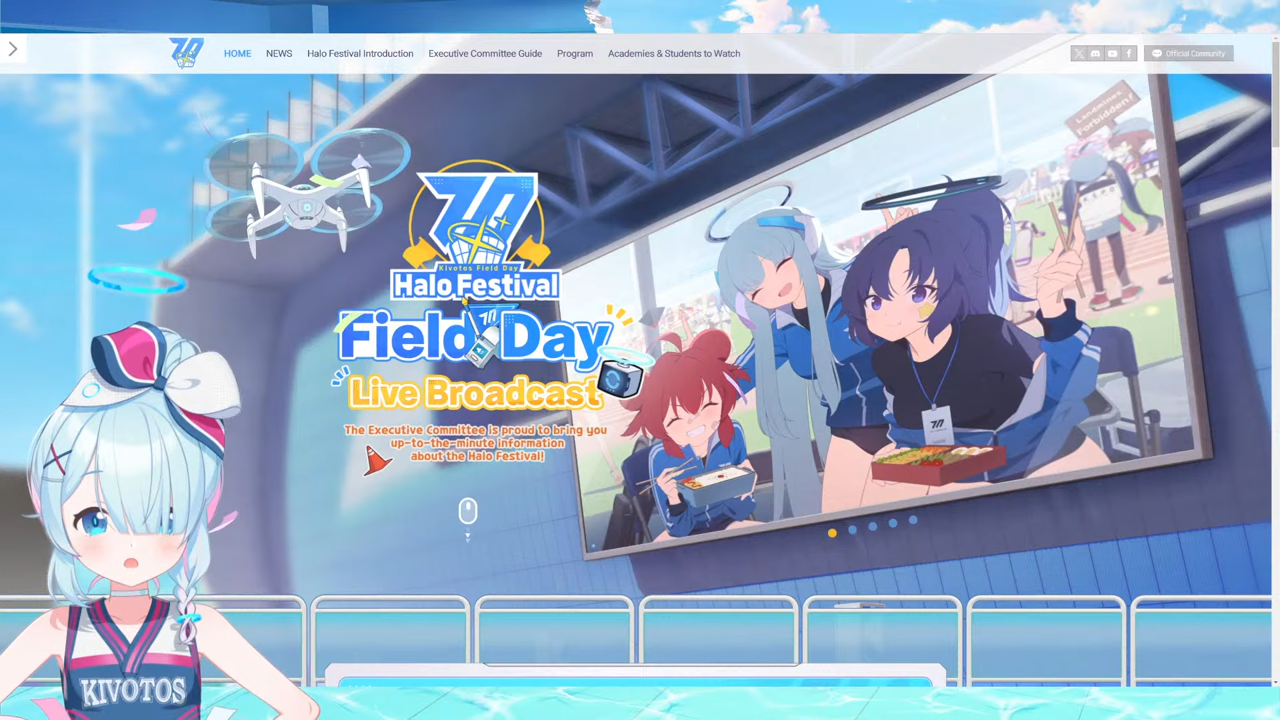 HOME
NEWS
Halo Festival Introduction
Executive Committee Guide
Program
Academies & Students to Watch
Official Community
Landmines
Forbidden!
Kivotos Field Day
Halo Festival
Field Day
Live Broadcast
The Executive Committee is proud to bring you
up-to-the-minute information
about the Halo Festival!
KIVOTOS